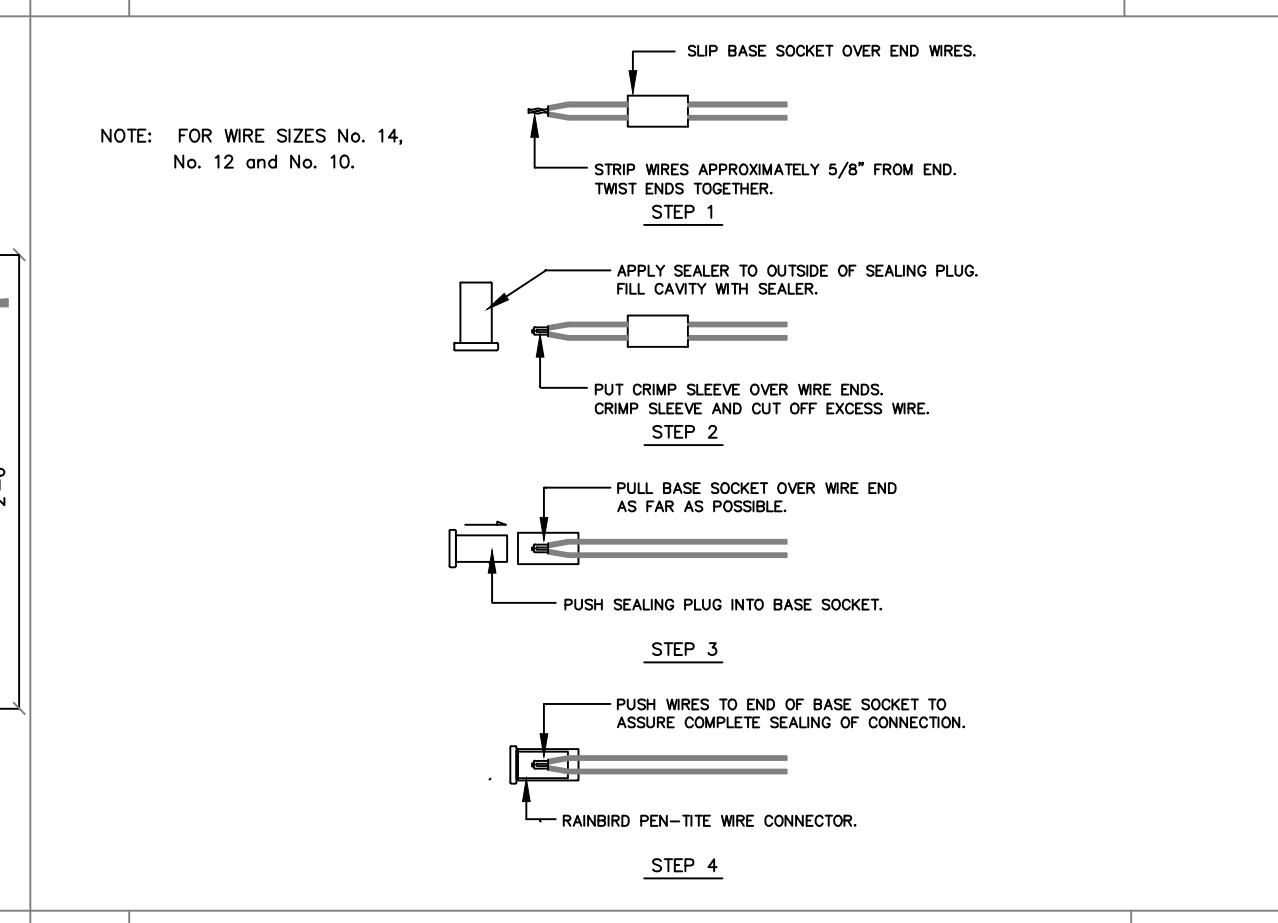 SLIP BASE SOCKET OVER END WIRES.
NOTE: FOR WIRE SIZES No. 14,
No. 12 and No. 10.
STRIP WIRES APPROXIMATELY 5/8" FROM END.
TWIST ENDS TOGETHER.
STEP 1
APPLY SEALER TO OUTSIDE OF SEALING PLUG.
FILL CAVITY WITH SEALER.
PUT CRIMP SLEEVE OVER WIRE ENDS.
CRIMP SLEEVE AND CUT OFF EXCESS WIRE.
STEP 2
PULL BASE SOCKET OVER WIRE END
AS FAR AS POSSIBLE.
PUSH SEALING PLUG INTO BASE SOCKET.
STEP 3
PUSH WIRES TO END OF BASE SOCKET TO
ASSURE COMPLETE SEALING OF CONNECTION.
RAINBIRD PEN-TITE WIRE CONNECTOR.
STEP 4